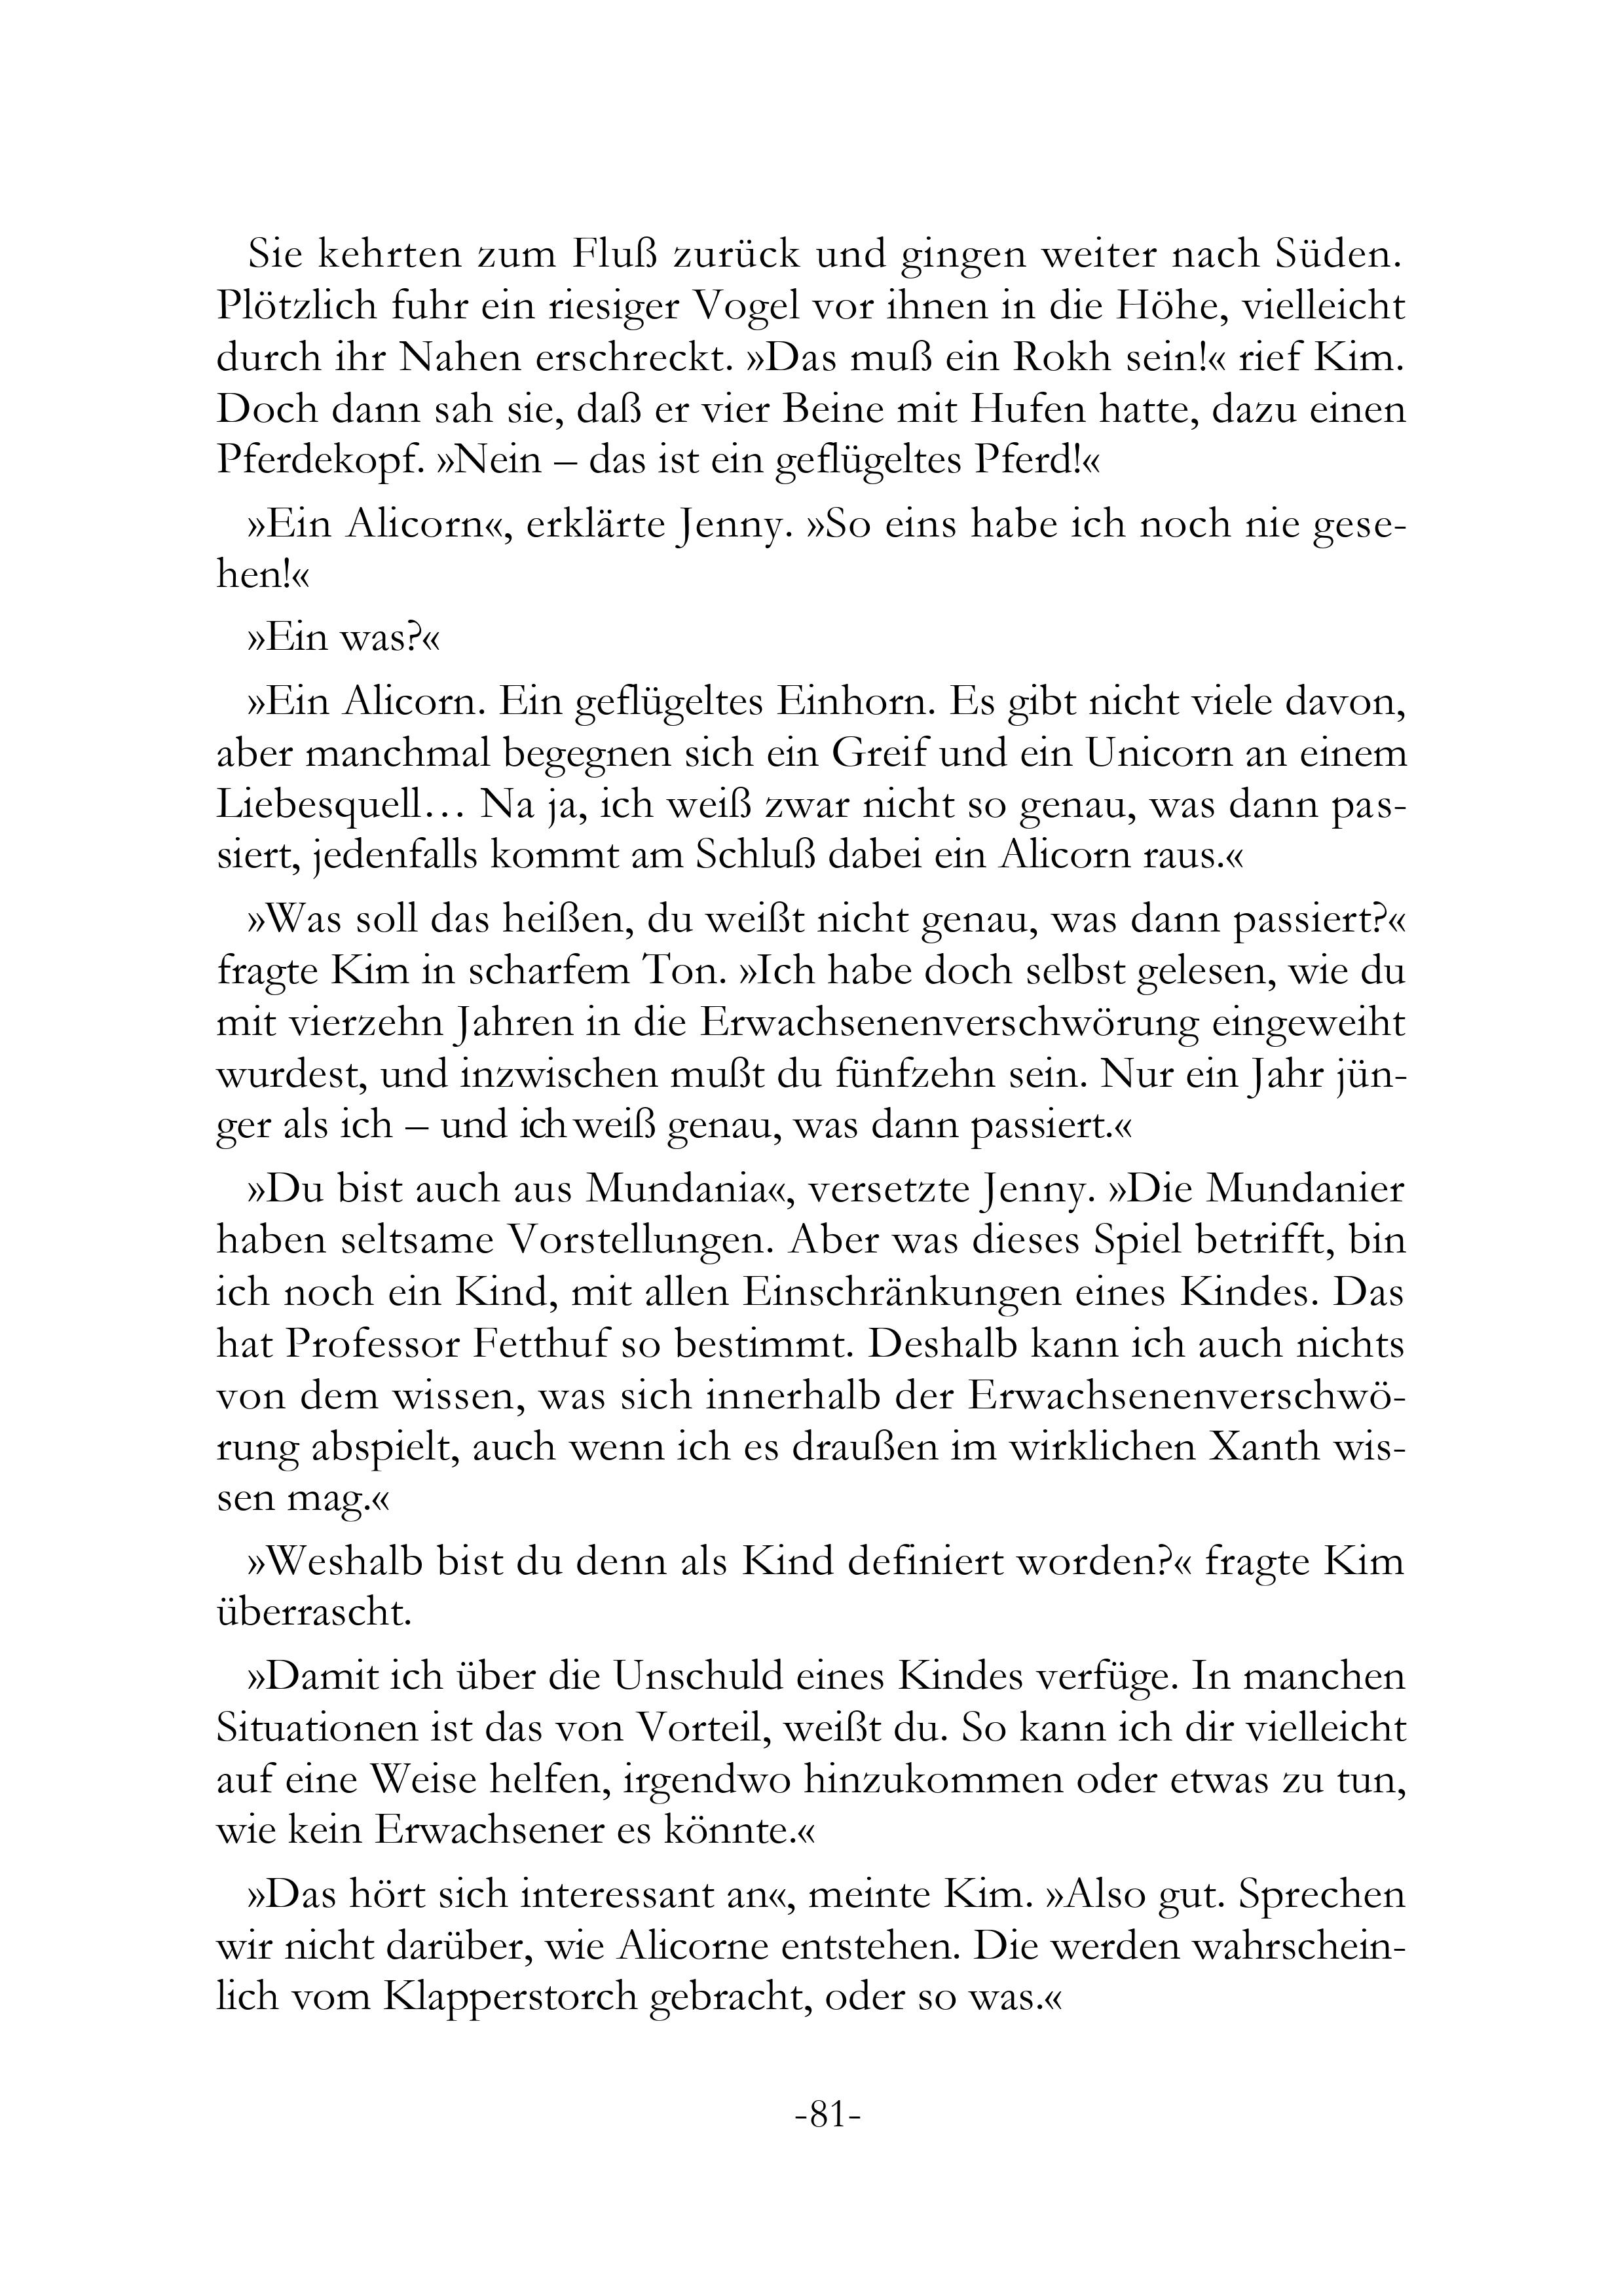 Sie kehrten zum Fluß zurück und gingen weiter nach Süden.
Plötzlich fuhr ein riesiger Vogel vor ihnen in die Höhe, vielleicht
durch ihr Nahen erschreckt. »Das muß ein Rokh sein!« rief Kim.
Doch dann sah sie, daß er vier Beine mit Hufen hatte, dazu einen
Pferdekopf. »Nein – das ist ein geflügeltes Pferd!«
»Ein Alicorn«, erklärte Jenny. »So eins habe ich noch nie gese-
hen!«
»Ein was?«
»Ein Alicorn. Ein geflügeltes Einhorn. Es gibt nicht viele davon,
aber manchmal begegnen sich ein Greif und ein Unicorn an einem
Liebesquell… Na ja, ich weiß zwar nicht so genau, was dann pas-
siert, jedenfalls kommt am Schluß dabei ein Alicorn raus.«
»Was soll das heißen, du weißt nicht genau, was dann passiert?«
fragte Kim in scharfem Ton. »Ich habe doch selbst gelesen, wie du
mit vierzehn Jahren in die Erwachsenenverschwörung eingeweiht
wurdest, und inzwischen mußt du fünfzehn sein. Nur ein Jahr jün-
ger als ich – und ich weiß genau, was dann passiert.«
»Du bist auch aus Mundania«, versetzte Jenny. »Die Mundanier
haben seltsame Vorstellungen. Aber was dieses Spiel betrifft, bin
ich noch ein Kind, mit allen Einschränkungen eines Kindes. Das
hat Professor Fetthuf so bestimmt. Deshalb kann ich auch nichts
von dem wissen, was sich innerhalb der Erwachsenenverschwö-
rung abspielt, auch wenn ich es draußen im wirklichen Xanth wis-
sen mag.«
»Weshalb bist du denn als Kind definiert worden?« fragte Kim
überrascht.
»Damit ich über die Unschuld eines Kindes verfüge. In manchen
Situationen ist das von Vorteil, weißt du. So kann ich dir vielleicht
auf eine Weise helfen, irgendwo hinzukommen oder etwas zu tun,
wie kein Erwachsener es könnte.«
»Das hört sich interessant an«, meinte Kim. »Also gut. Sprechen
wir nicht darüber, wie Alicorne entstehen. Die werden wahrschein-
lich vom Klapperstorch gebracht, oder so was.«
-81-